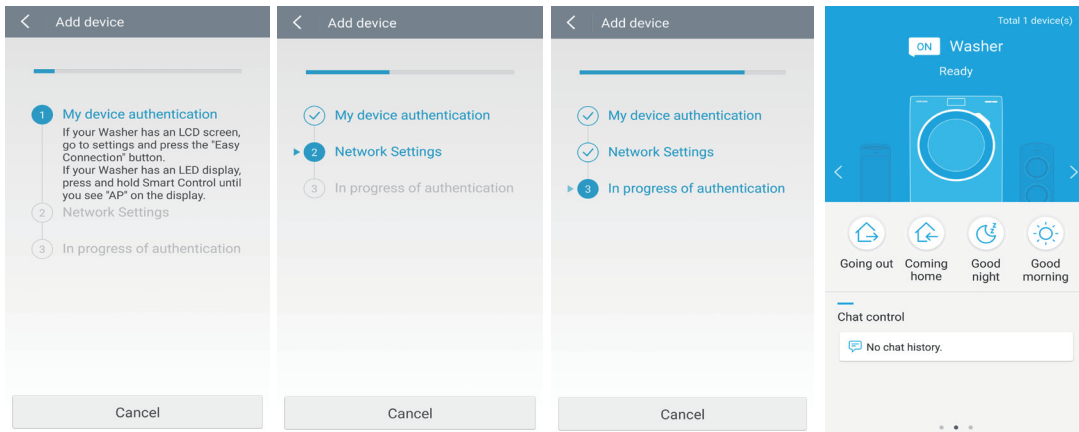 Add device
1 My device authentication
If your Washer has an LCD screen,
go to settings and press the "Easy
Connection" button.
If your Washer has an LED display,
press and hold Smart Control until
you see "AP" on the display.
2 Network Settings
3 In progress of authentication
Cancel
Add device
My device authentication
2 Network Settings
3 In progress of authentication
Cancel
Add device
My device authentication
Network Settings
3 In progress of authentication
Cancel
Total 1 device(s)
ON Washer
Ready
Going out
Coming
home
Good
night
Good
morning
Chat control
No chat history.